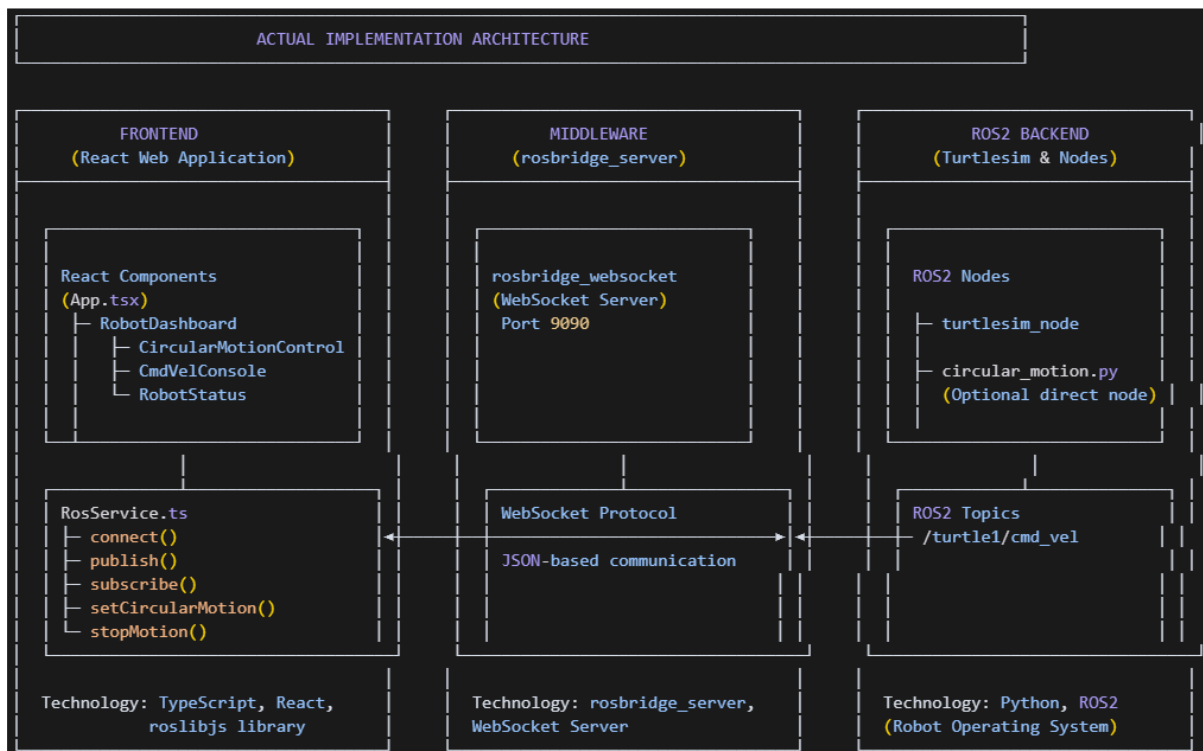 ACTUAL IMPLEMENTATION ARCHITECTURE
FRONTEND
(React Web Application)
React Components
(App.tsx)
RobotDashboard
CircularMotionControl
CmdVelConsole
RobotStatus
RosService.ts
connect()
publish()
subscribe()
setCircularMotion()
stopMotion()
Technology: TypeScript, React,
roslibjs library
MIDDLEWARE
(rosbridge_server)
rosbridge_websocket
(WebSocket Server)
Port 9090
WebSocket Protocol
JSON-based communication
Technology: rosbridge_server,
WebSocket Server
ROS2 BACKEND
(Turtlesim & Nodes)
ROS2 Nodes
turtlesim_node
circular_motion.py
(Optional direct node)
ROS2 Topics
/turtle1/cmd_vel
Technology: Python, ROS2
(Robot Operating System)